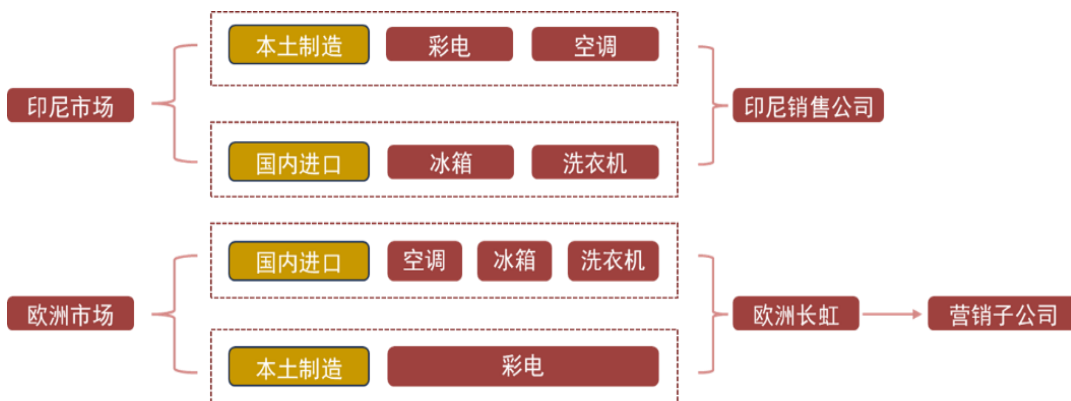 本土制造 彩电 空调
印尼市场 印尼销售公司
国内进口 冰箱 洗衣机
国内进口 空调 冰箱 洗衣机
欧洲市场 欧洲长虹 营销子公司
本土制造 彩电